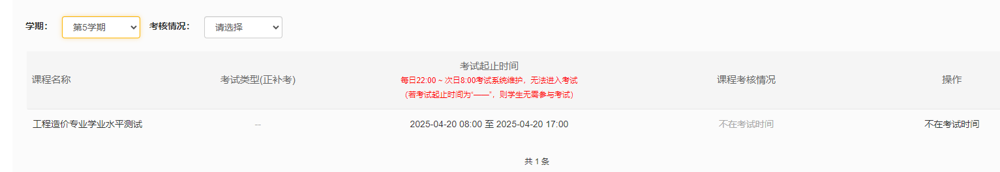 学期： 第5学期 考核情况： 请选择
课程名称 考试类型(正补考) 考试起止时间 课程考核情况 操作
每日22:00 ~ 次日8:00考试系统维护，无法进入考试
（若考试起止时间为“——”，则学生无需参与考试）
工程造价专业学业水平测试 -- 2025-04-20 08:00 至 2025-04-20 17:00 不在考试时间 不在考试时间
共 1 条